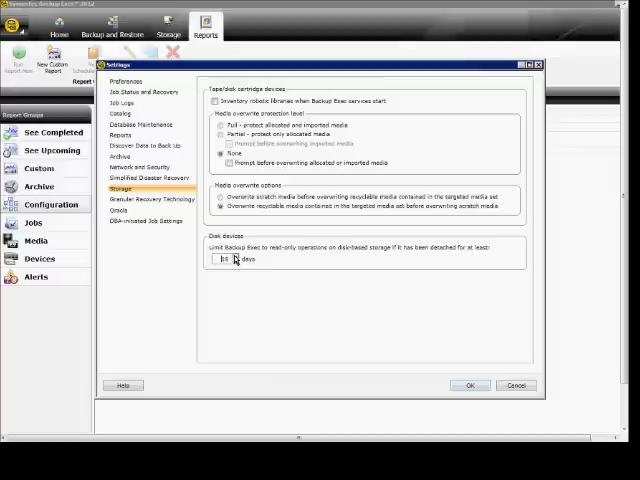 Symantec Backup Exec™ 2012
Home
Backup and Restore
Storage
Reports
Run
Report Now
New Custom
Report
New
Schedule
Report
Report Groups
See Completed
See Upcoming
Custom
Archive
Configuration
Jobs
Media
Devices
Alerts
Settings
Preferences
Job Status and Recovery
Job Logs
Catalog
Database Maintenance
Reports
Discover Data to Back Up
Archive
Network and Security
Simplified Disaster Recovery
Storage
Granular Recovery Technology
Oracle
DBA-initiated Job Settings
Tape/disk cartridge devices
Inventory robotic libraries when Backup Exec services start
Media overwrite protection level
Full - protect allocated and imported media
Partial - protect only allocated media
Prompt before overwriting imported media
None
Prompt before overwriting allocated or imported media
Media overwrite options
Overwrite scratch media before overwriting recyclable media contained in the targeted media set
Overwrite recyclable media contained in the targeted media set before overwriting scratch media
Disk devices
Limit Backup Exec to read-only operations on disk-based storage if it has been detached for at least:
15 days
Help
OK
Cancel